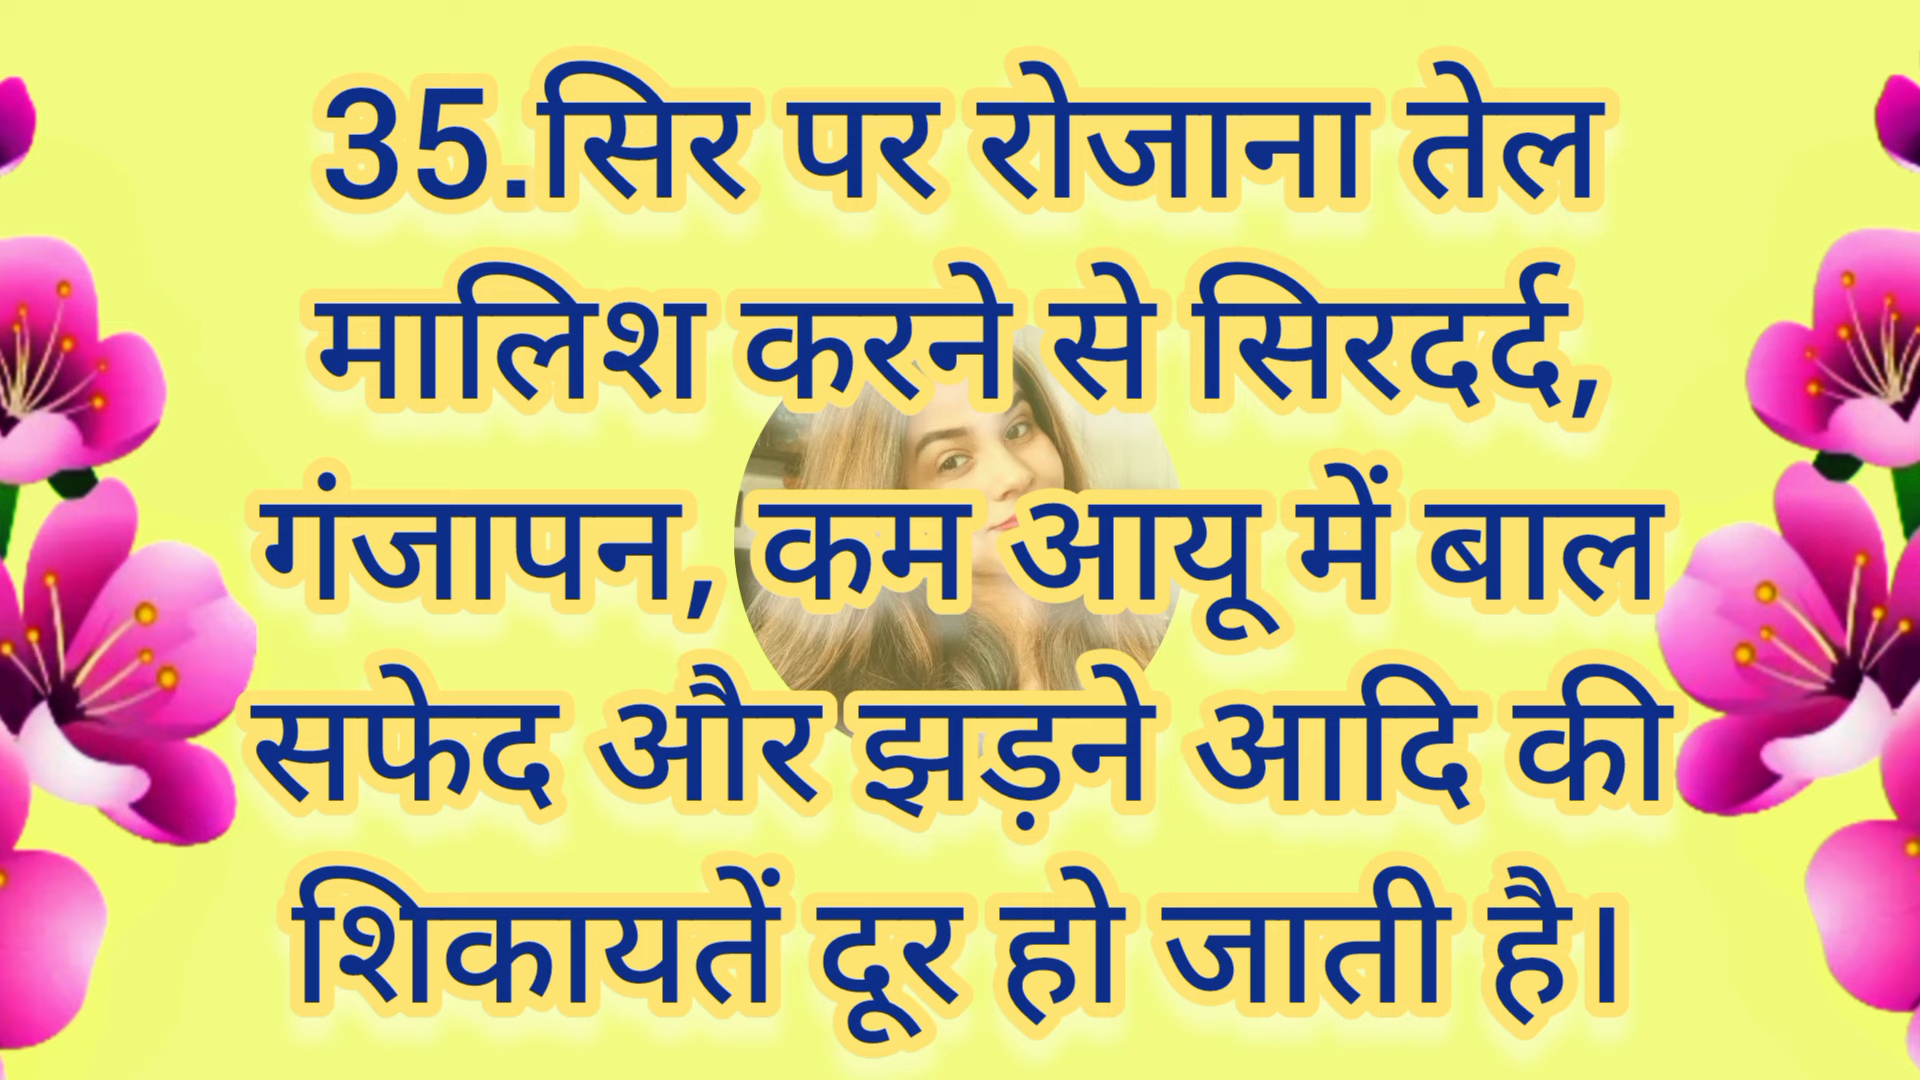 35.सिर पर रोजाना तेल
मालिश करने से सिरदर्द,
गंजापन, कम आयू में बाल
सफेद और झड़ने आदि की
शिकायतें दूर हो जाती है।